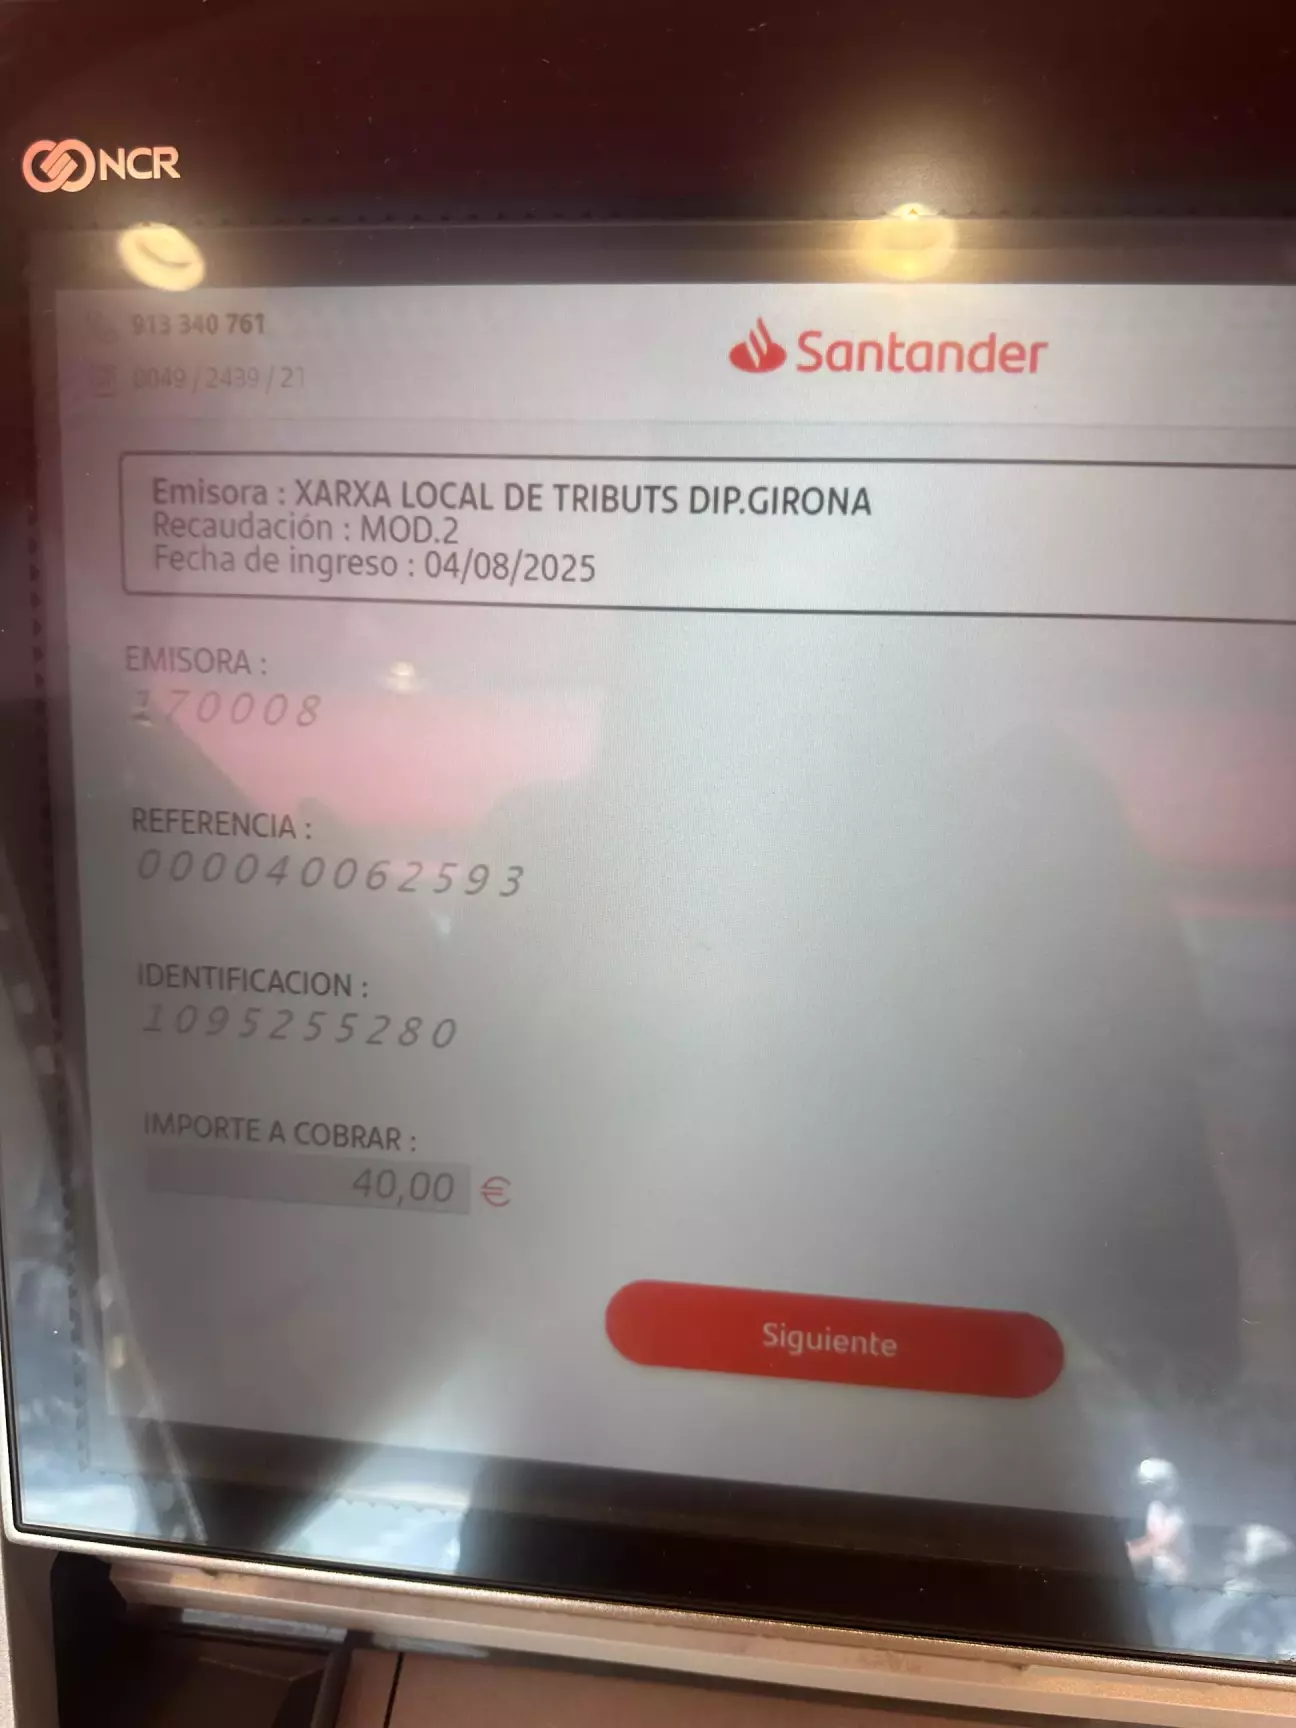 NCR
913 340 761
0049 / 2439 / 21
Santander
Emisora : XARXA LOCAL DE TRIBUTS DIP.GIRONA
Recaudación : MOD.2
Fecha de ingreso : 04/08/2025
EMISORA :
170008
REFERENCIA :
000040062593
IDENTIFICACION :
1095255280
IMPORTE A COBRAR :
40,00 €
Siguiente